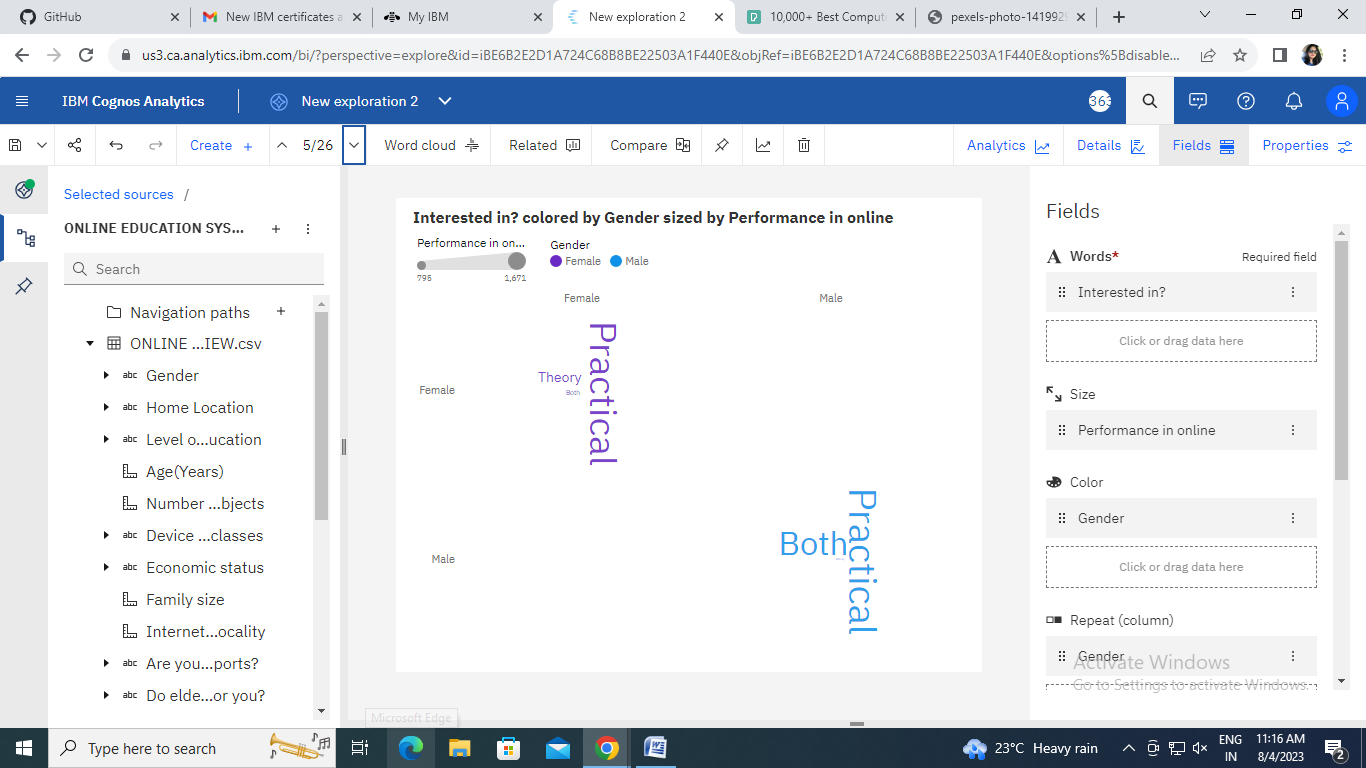 GitHub
New IBM certificates a
My IBM
New exploration 2
10,000+ Best Comput
pexels-photo-1419925
us3.ca.analytics.ibm.com/bi/?perspective=explore&id=iBE6B2E2D1A724C68B8BE22503A1F440E&objRef=iBE6B2E2D1A724C68B8BE22503A1F440E&options%5Bdisable...
IBM Cognos Analytics
New exploration 2
363
Create +
5/26
Word cloud
Related
Compare
Analytics
Details
Fields
Properties
Selected sources /
ONLINE EDUCATION SYS...
Search
Navigation paths
ONLINE ...IEW.csv
abc Gender
abc Home Location
abc Level o...ucation
Age(Years)
Number ...bjects
abc Device ...classes
abc Economic status
Family size
Internet...ocality
abc Are you...ports?
abc Do elde...or you?
Interested in? colored by Gender sized by Performance in online
Performance in on...
795 1,671
Gender
Female Male
Female Male
Female
Practical
Theory
Both
Male
Practical
Both
Fields
Words* Required field
Interested in?
Click or drag data here
Size
Performance in online
Color
Gender
Click or drag data here
Repeat (column)
Gender
Activate Windows
Go to Settings to activate Windows.
Microsoft Edge
Type here to search
23°C Heavy rain
ENG
IN
11:16 AM
8/4/2023
2